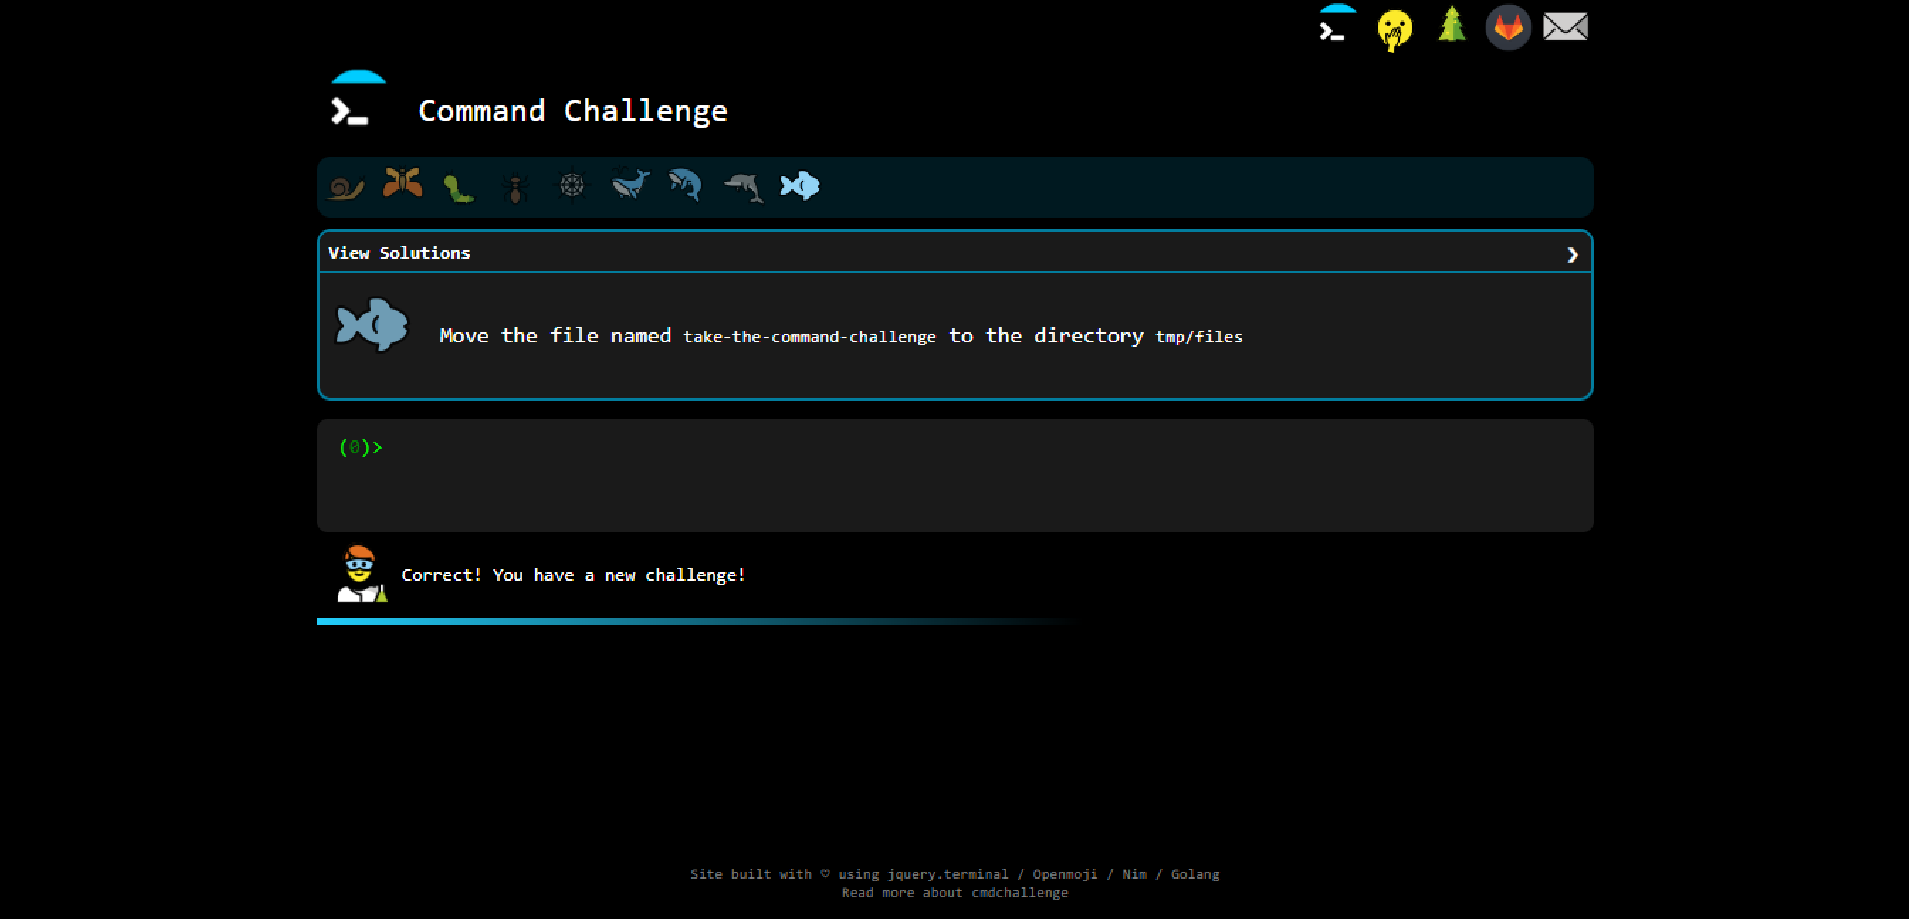 Command Challenge
View Solutions
Move the file named take-the-command-challenge to the directory tmp/files
(0)>
Correct! You have a new challenge!
Site built with ♡ using jquery.terminal / Openmoji / Nim / Golang
Read more about cmdchallenge